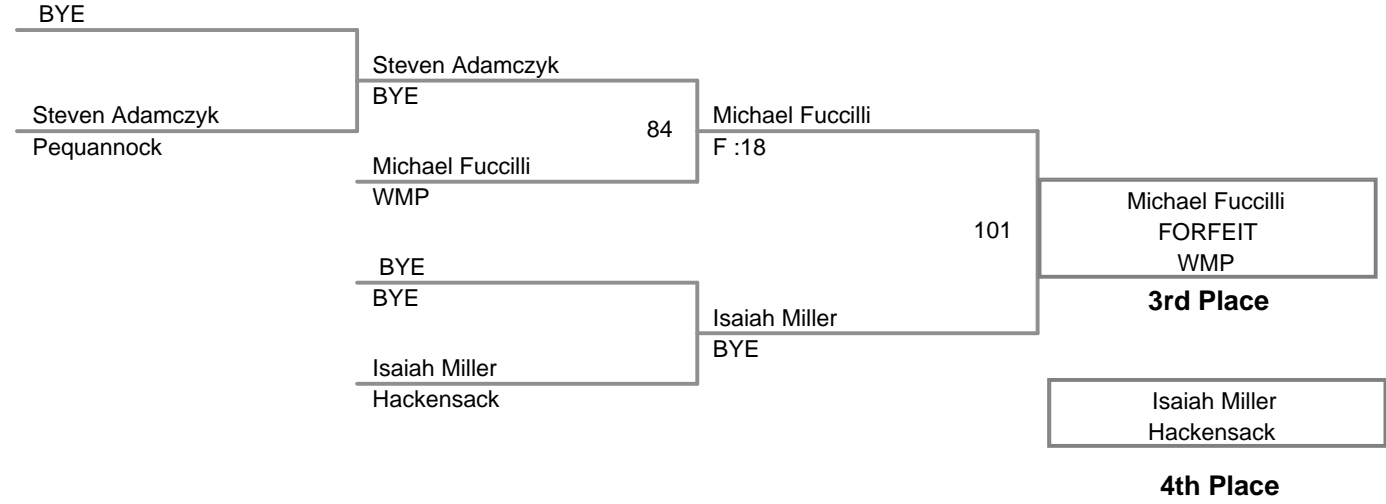 BYE
Steven Adamczyk
Pequannock
Steven Adamczyk
BYE
84
Michael Fuccilli
WMP
BYE
BYE
Isaiah Miller
Hackensack
Michael Fuccilli
F :18
101
Isaiah Miller
BYE
Michael Fuccilli
FORFEIT
WMP
3rd Place
Isaiah Miller
Hackensack
4th Place